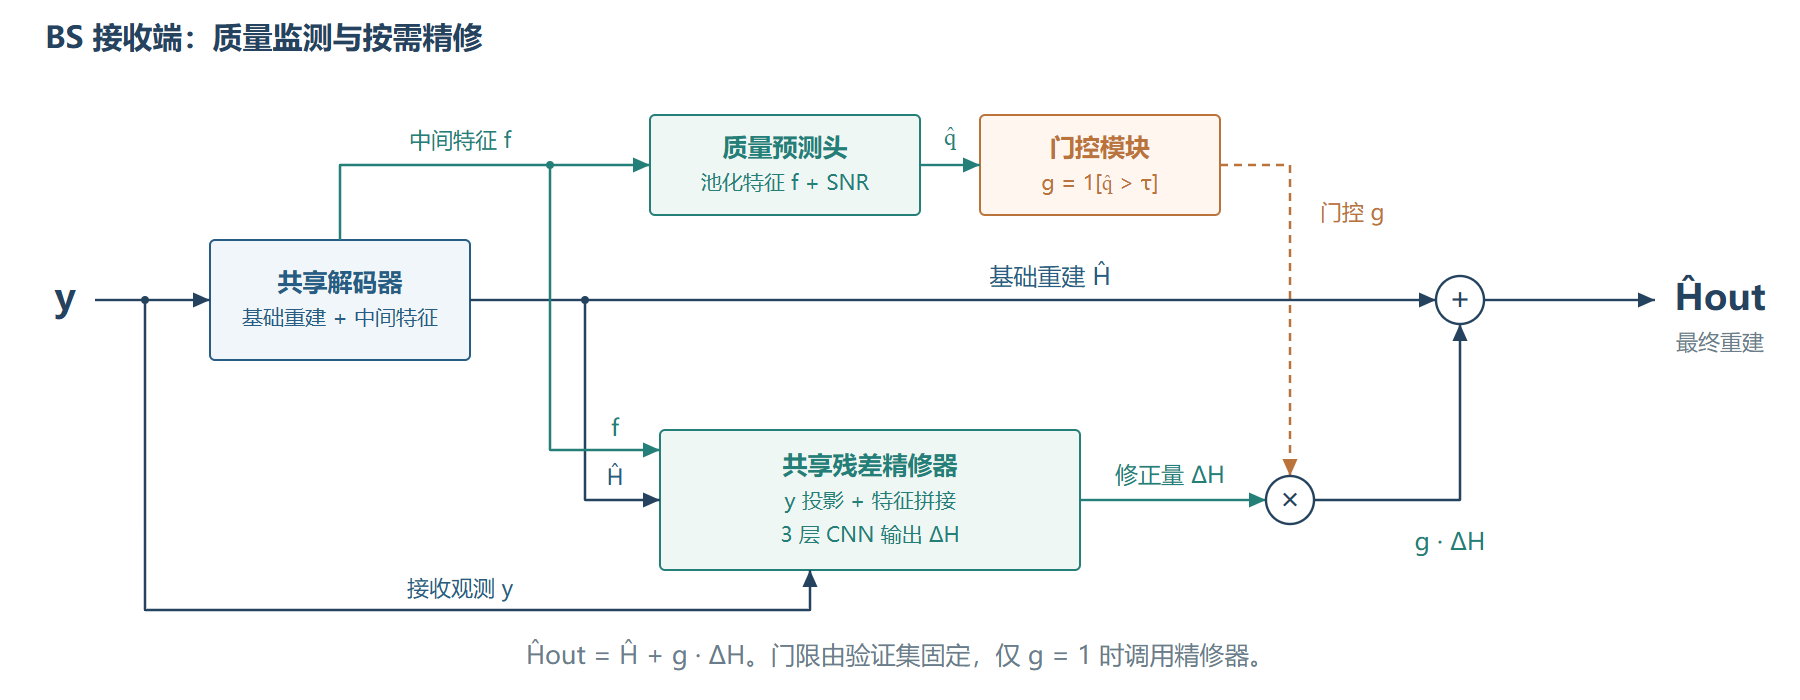 BS 接收端：质量监测与按需精修
中间特征 f
质量预测头
池化特征 f + SNR
q̂
门控模块
g = 1[q̂ > τ]
门控 g
y
共享解码器
基础重建 + 中间特征
基础重建 Ĥ
+
Ĥout
最终重建
f
Ĥ
共享残差精修器
y 投影 + 特征拼接
3 层 CNN 输出 ΔH
修正量 ΔH
×
g · ΔH
接收观测 y
Ĥout = Ĥ + g · ΔH。门限由验证集固定，仅 g = 1 时调用精修器。